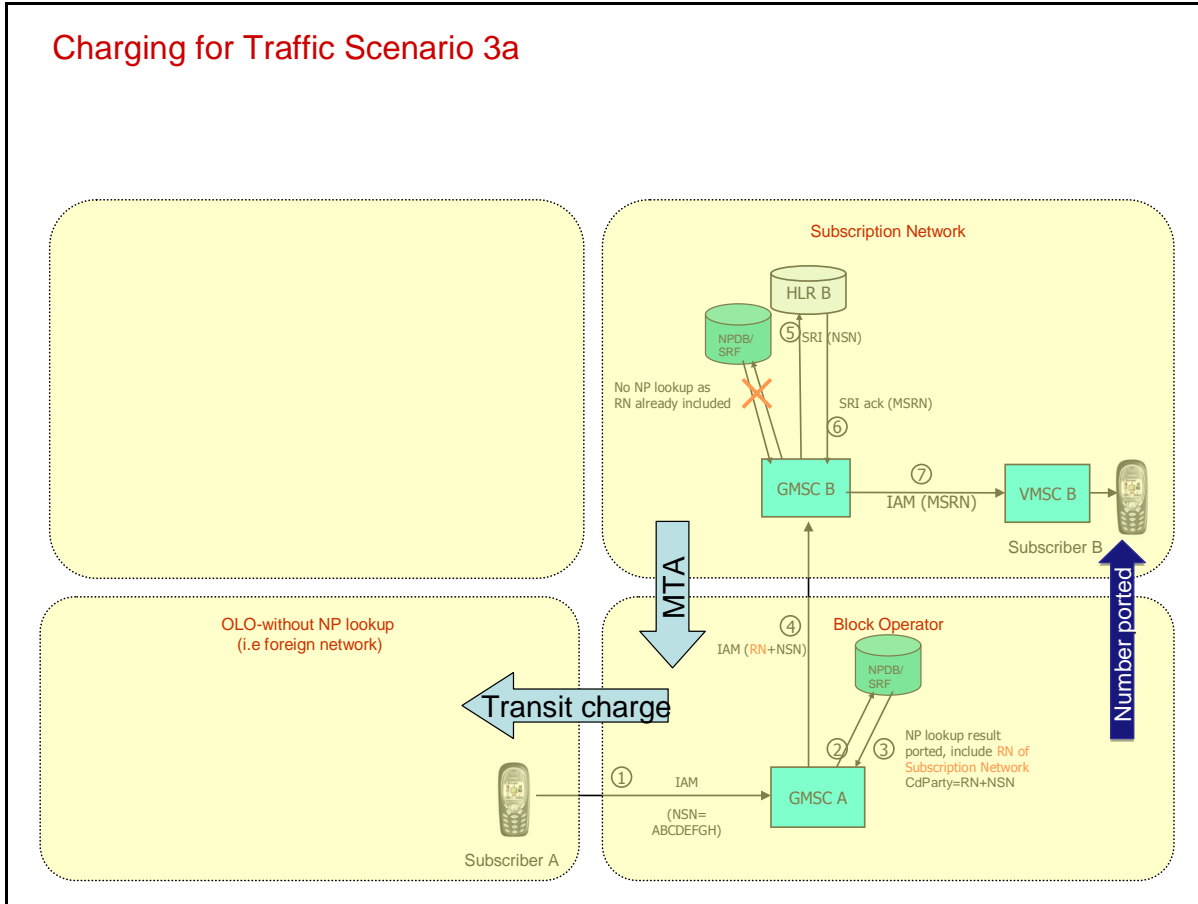 Charging for Traffic Scenario 3a
Subscription Network
HLR B
NPDB/
SRF
5
SRI (NSN)
No NP lookup as
RN already included
SRI ack (MSRN)
6
GMSC B
7
IAM (MSRN)
VMSC B
Subscriber B
MTA
Number ported
OLO-without NP lookup
(i.e foreign network)
4
IAM (RN+NSN)
Block Operator
NPDB/
SRF
Transit charge
2
3
NP lookup result
ported, include RN of
Subscription Network
CdParty=RN+NSN
1
IAM
(NSN=
ABCDEFGH)
GMSC A
Subscriber A